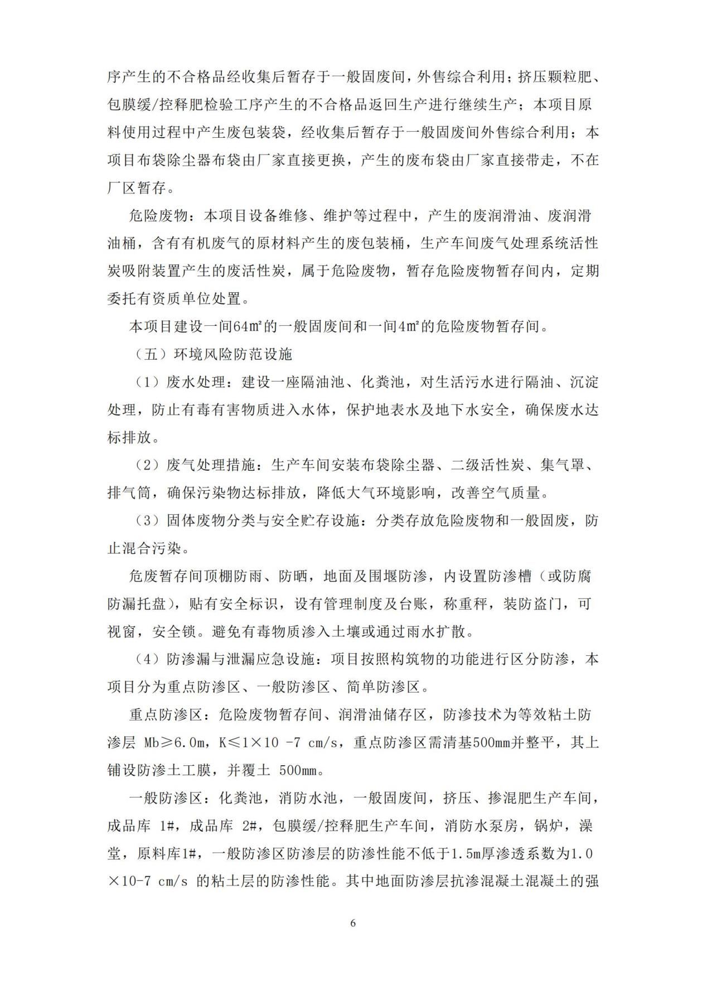 序产生的不合格品经收集后暂存于一般固废间，外售综合利用；挤压颗粒肥、
包膜缓/控释肥检验工序产生的不合格品返回生产进行继续生产；本项目原
料使用过程中产生废包装袋，经收集后暂存于一般固废间外售综合利用；本
项目布袋除尘器布袋由厂家直接更换，产生的废布袋由厂家直接带走，不在
厂区暂存。
危险废物：本项目设备维修、维护等过程中，产生的废润滑油、废润滑
油桶，含有有机废气的原材料产生的废包装桶，生产车间废气处理系统活性
炭吸附装置产生的废活性炭，属于危险废物，暂存危险废物暂存间内，定期
委托有资质单位处置。
本项目建设一间64㎡的一般固废间和一间4㎡的危险废物暂存间。
（五）环境风险防范设施
（1）废水处理：建设一座隔油池、化粪池，对生活污水进行隔油、沉淀
处理，防止有毒有害物质进入水体，保护地表水及地下水安全，确保废水达
标排放。
（2）废气处理措施：生产车间安装布袋除尘器、二级活性炭、集气罩、
排气筒，确保污染物达标排放，降低大气环境影响，改善空气质量。
（3）固体废物分类与安全贮存设施：分类存放危险废物和一般固废，防
止混合污染。
危废暂存间顶棚防雨、防晒，地面及围堰防渗，内设置防渗槽（或防腐
防漏托盘），贴有安全标识，设有管理制度及台账，称重秤，装防盗门，可
视窗，安全锁。避免有毒物质渗入土壤或通过雨水扩散。
（4）防渗漏与泄漏应急设施：项目按照构筑物的功能进行区分防渗，本
项目分为重点防渗区、一般防渗区、简单防渗区。
重点防渗区：危险废物暂存间、润滑油储存区，防渗技术为等效粘土防
渗层 Mb≥6.0m，K≤1×10 -7 cm/s，重点防渗区需清基500mm并整平，其上
铺设防渗土工膜，并覆土 500mm。
一般防渗区：化粪池，消防水池，一般固废间，挤压、掺混肥生产车间，
成品库 1#，成品库 2#，包膜缓/控释肥生产车间，消防水泵房，锅炉，澡
堂，原料库1#，一般防渗区防渗层的防渗性能不低于1.5m厚渗透系数为1.0
×10-7 cm/s 的粘土层的防渗性能。其中地面防渗层抗渗混凝土混凝土的强
6